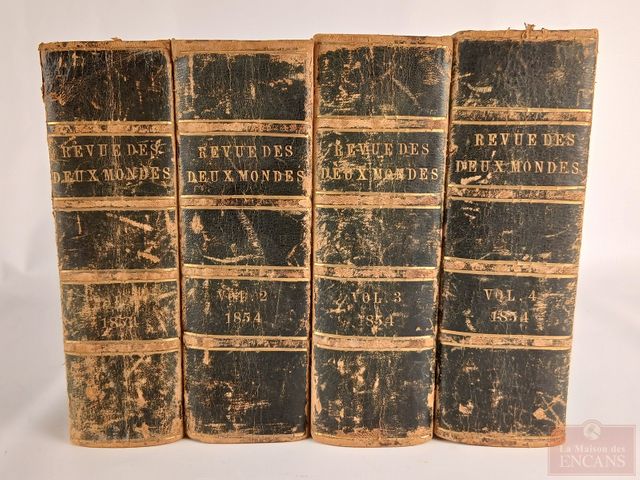 REVUE DES
DEUX MONDES
1854
REVUE DES
DEUX MONDES
VOL. 2
1854
REVUE DES
DEUX MONDES
VOL. 3
1854
REVUE DES
DEUX MONDES
VOL. 4
1854
La Maison des
ENCANS